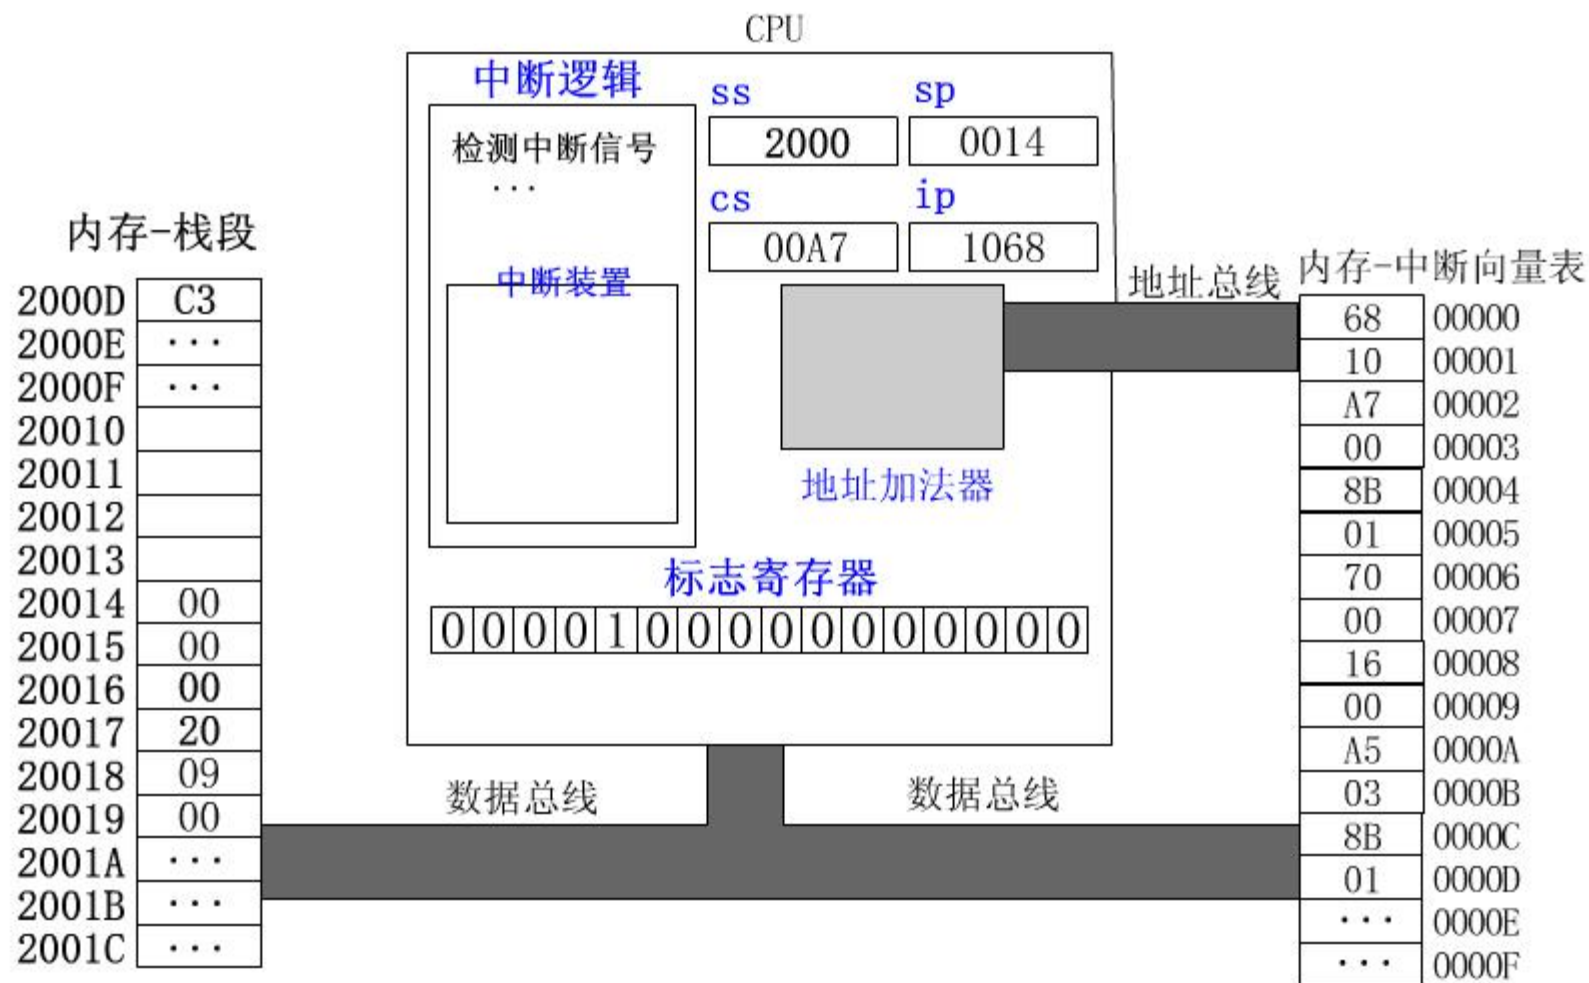 CPU
中断逻辑
检测中断信号
···
中断装置
ss
sp
2000
0014
cs
ip
00A7
1068
地址加法器
标志寄存器
0 0 0 0 1 0 0 0 0 0 0 0 0 0 0 0
地址总线
数据总线
数据总线
内存-栈段
2000D C3
2000E ···
2000F ···
20010
20011
20012
20013
20014 00
20015 00
20016 00
20017 20
20018 09
20019 00
2001A ···
2001B ···
2001C ···
内存-中断向量表
68 00000
10 00001
A7 00002
00 00003
8B 00004
01 00005
70 00006
00 00007
16 00008
00 00009
A5 0000A
03 0000B
8B 0000C
01 0000D
··· 0000E
··· 0000F